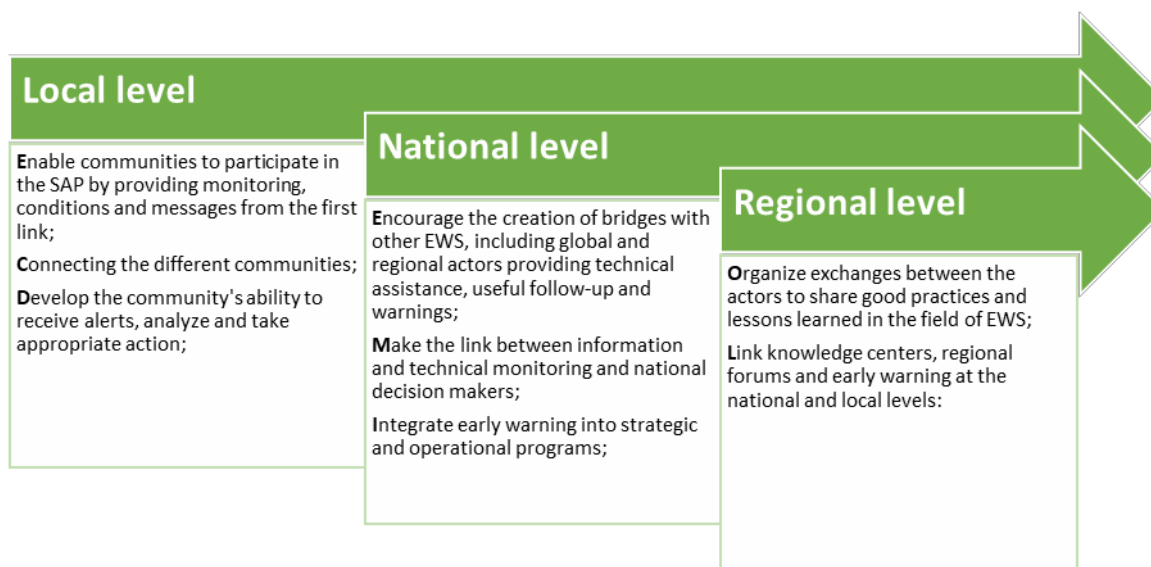 Local level
Enable communities to participate in
the SAP by providing monitoring,
conditions and messages from the first
link;
Connecting the different communities;
Develop the community's ability to
receive alerts, analyze and take
appropriate action;
National level
Encourage the creation of bridges with
other EWS, including global and
regional actors providing technical
assistance, useful follow-up and
warnings;
Make the link between information
and technical monitoring and national
decision makers;
Integrate early warning into strategic
and operational programs;
Regional level
Organize exchanges between the
actors to share good practices and
lessons learned in the field of EWS;
Link knowledge centers, regional
forums and early warning at the
national and local levels: